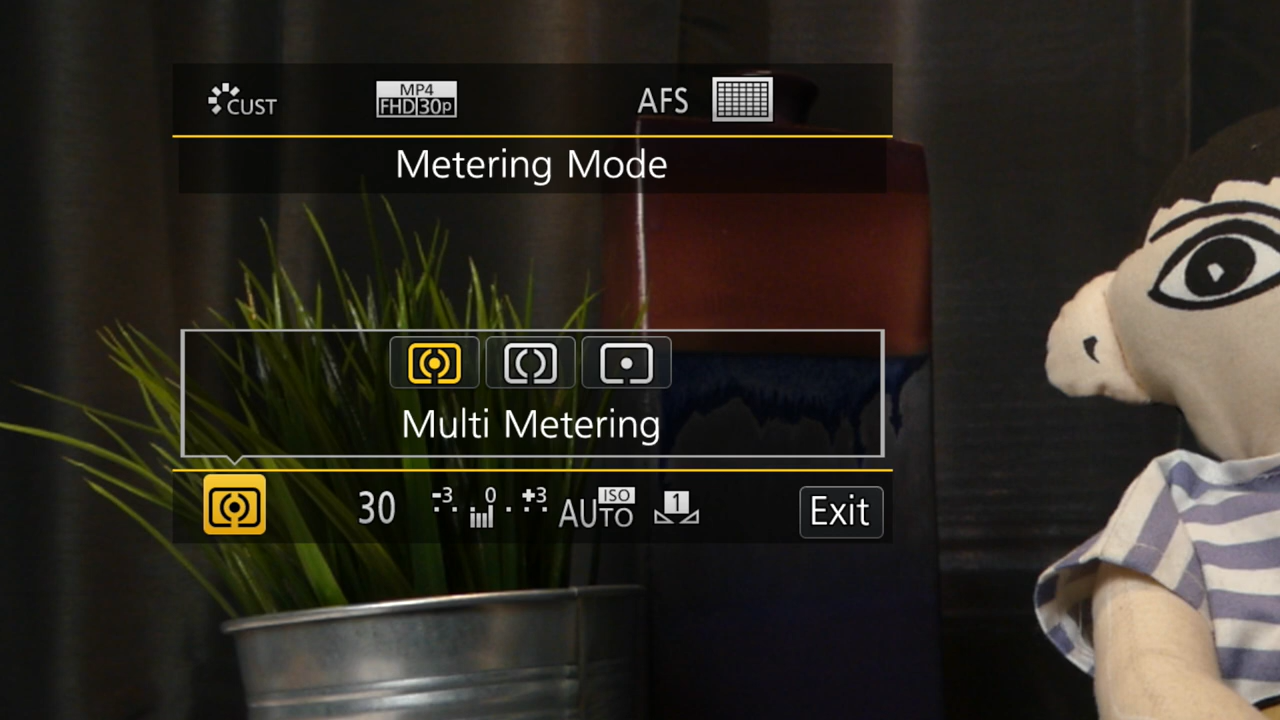 CUST
MP4
FHD 30p
AFS
Metering Mode
Multi Metering
30
-3 0 +3
AUTO ISO
1
Exit